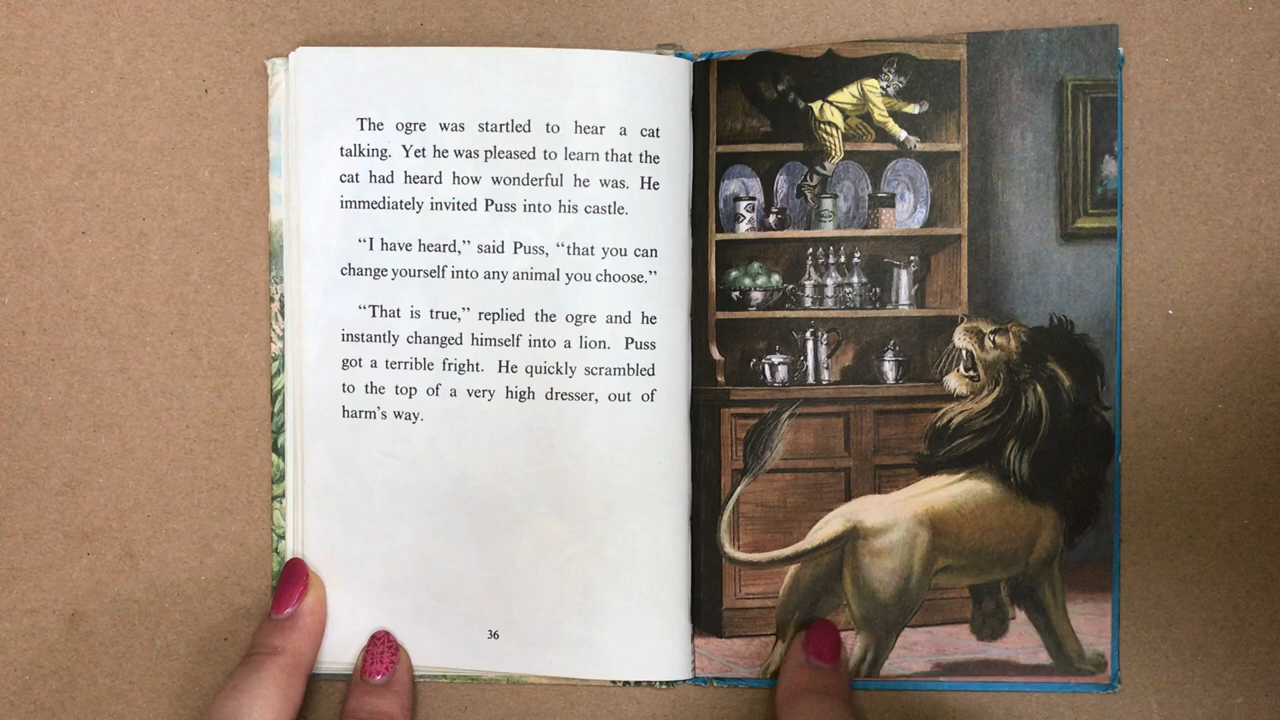 The ogre was startled to hear a cat
talking. Yet he was pleased to learn that the
cat had heard how wonderful he was. He
immediately invited Puss into his castle.
“I have heard,” said Puss, “that you can
change yourself into any animal you choose.”
“That is true,” replied the ogre and he
instantly changed himself into a lion. Puss
got a terrible fright. He quickly scrambled
to the top of a very high dresser, out of
harm’s way.
36